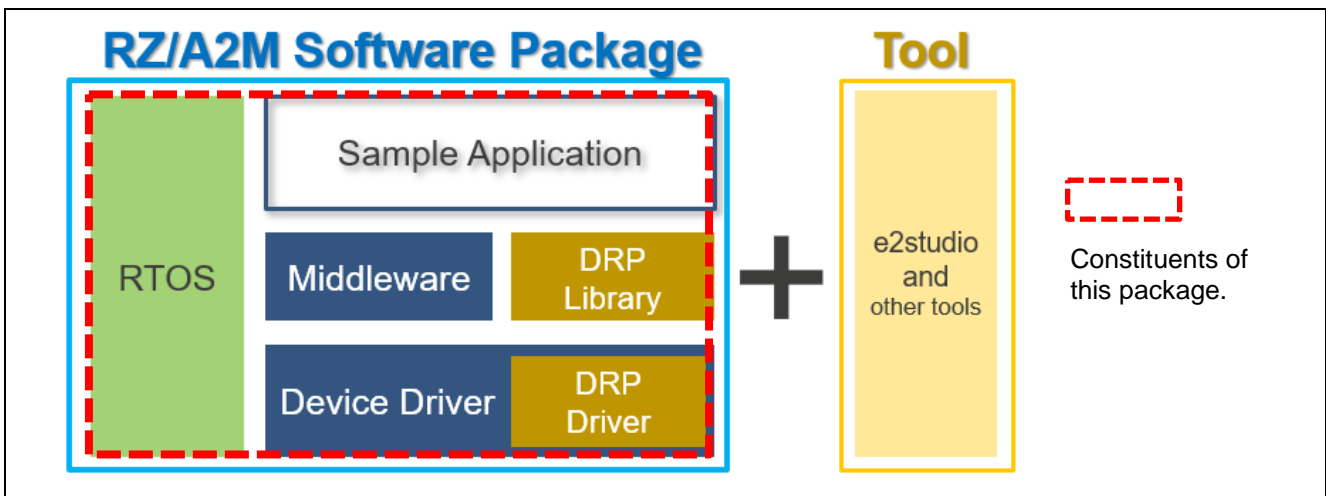 RZ/A2M Software Package
Tool
RTOS
Sample Application
Middleware
DRP
Library
Device Driver
DRP
Driver
e2studio
and
other tools
Constituents of
this package.